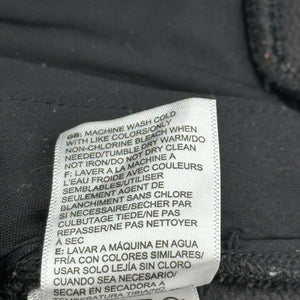 GB: MACHINE WASH COLD
WITH LIKE COLORS/ONLY
NON-CHLORINE BLEACH WHEN
NEEDED/TUMBLE DRY WARM/DO
NOT IRON/DO NOT DRY CLEAN
F: LAVER A LA MACHINE A
L'EAU FROIDE AVEC COULEURS
SEMBLABLES/UTILISER
SEULEMENT AGENT DE
BLANCHIMENT SANS CHLORE
SI NECESSAIRE/SECHER PAR
CULBUTAGE TIEDE/NE PAS
REPASSER/NE PAS NETTOYER
A SEC
E: LAVAR A MÁQUINA EN AGUA
FRÍA CON COLORES SIMILARES/
USAR SOLO LEJÍA SIN CLORO
CUANDO SEA NECESARIO/
SECAR EN SECADORA A